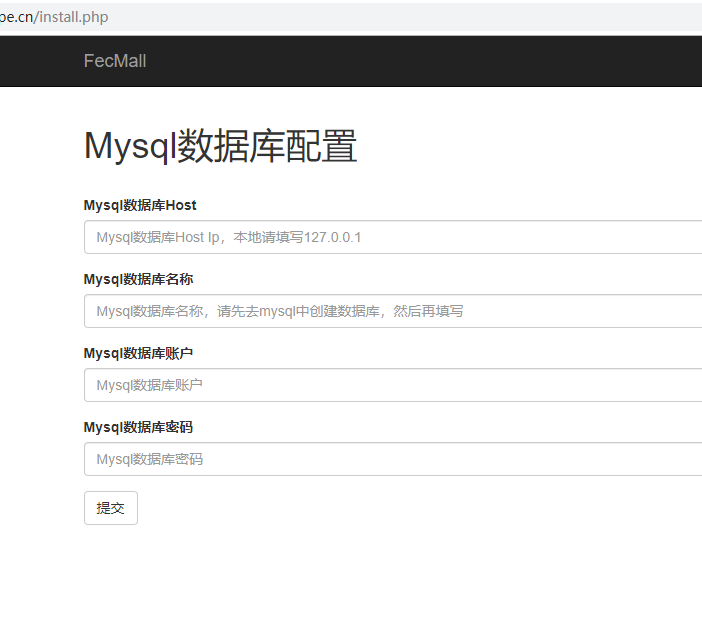 pe.cn/install.php
FecMall
Mysql数据库配置
Mysql数据库Host
Mysql数据库Host Ip，本地请填写127.0.0.1
Mysql数据库名称
Mysql数据库名称，请先去mysql中创建数据库，然后再填写
Mysql数据库账户
Mysql数据库账户
Mysql数据库密码
Mysql数据库密码
提交